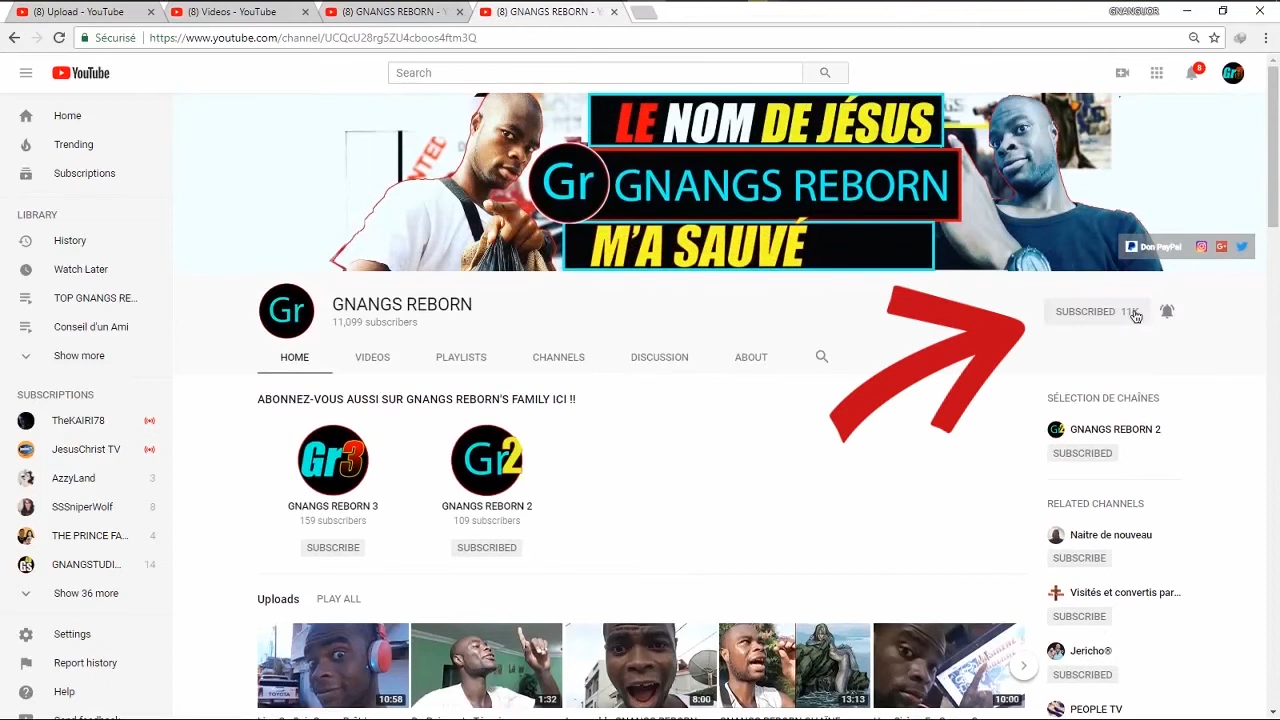 (8) Upload - YouTube
(8) Videos - YouTube
(8) GNANGS REBORN - Y
(8) GNANGS REBORN - Y
GNANGUOR
Sécurisé
https://www.youtube.com/channel/UCQcU28rg5ZU4cboos4ftm3Q
YouTube
Search
8
Gr3
Home
Trending
Subscriptions
LIBRARY
History
Watch Later
TOP GNANGS RE...
Conseil d'un Ami
Show more
SUBSCRIPTIONS
TheKAIRI78
JesusChrist TV
AzzyLand 3
SSSniperWolf 8
THE PRINCE FA... 4
GNANGSTUDI... 14
Show 36 more
Settings
Report history
Help
Send feedback
LE NOM DE JÉSUS
Gr GNANGS REBORN
M'A SAUVÉ
Don PayPal
Gr
GNANGS REBORN
11,099 subscribers
SUBSCRIBED 11K
HOME VIDEOS PLAYLISTS CHANNELS DISCUSSION ABOUT
ABONNEZ-VOUS AUSSI SUR GNANGS REBORN'S FAMILY ICI !!
Gr3
GNANGS REBORN 3
159 subscribers
SUBSCRIBE
Gr2
GNANGS REBORN 2
109 subscribers
SUBSCRIBED
Uploads PLAY ALL
10:58
1:32
8:00
13:13
10:00
SÉLECTION DE CHAÎNES
GNANGS REBORN 2
SUBSCRIBED
RELATED CHANNELS
Naitre de nouveau
SUBSCRIBE
Visités et convertis par...
SUBSCRIBE
Jericho®
SUBSCRIBED
PEOPLE TV